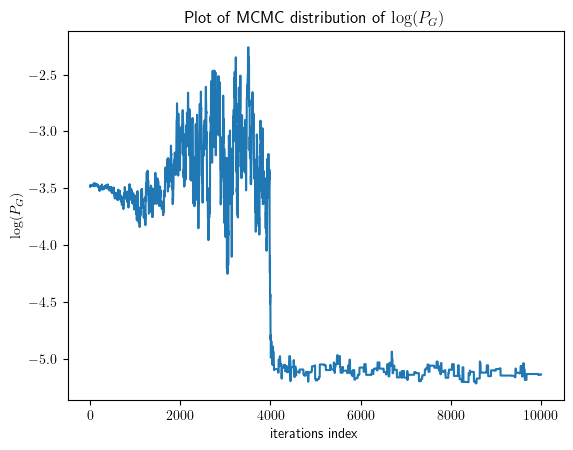 Plot of MCMC distribution of log(P_G)
−2.5
−3.0
−3.5
−4.0
−4.5
−5.0
log(P_G)
0 2000 4000 6000 8000 10000
iterations index